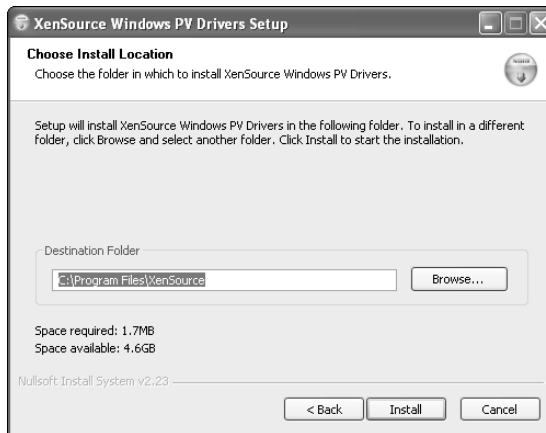 XenSource Windows PV Drivers Setup
Choose Install Location
Choose the folder in which to install XenSource Windows PV Drivers.
Setup will install XenSource Windows PV Drivers in the following folder. To install in a different
folder, click Browse and select another folder. Click Install to start the installation.
Destination Folder
C:\Program Files\XenSource
Browse...
Space required: 1.7MB
Space available: 4.6GB
Nullsoft Install System v2.23
< Back
Install
Cancel